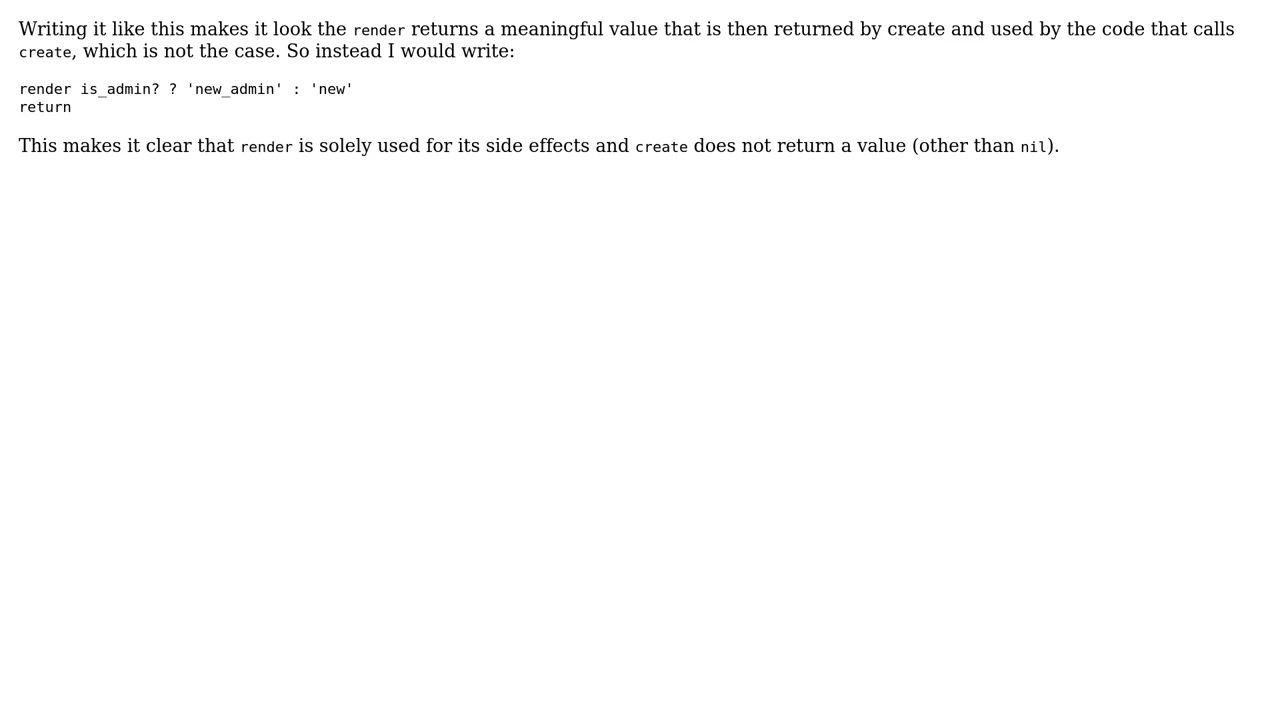 Writing it like this makes it look the render returns a meaningful value that is then returned by create and used by the code that calls
create, which is not the case. So instead I would write:
render is_admin? ? 'new_admin' : 'new'
return
This makes it clear that render is solely used for its side effects and create does not return a value (other than nil).